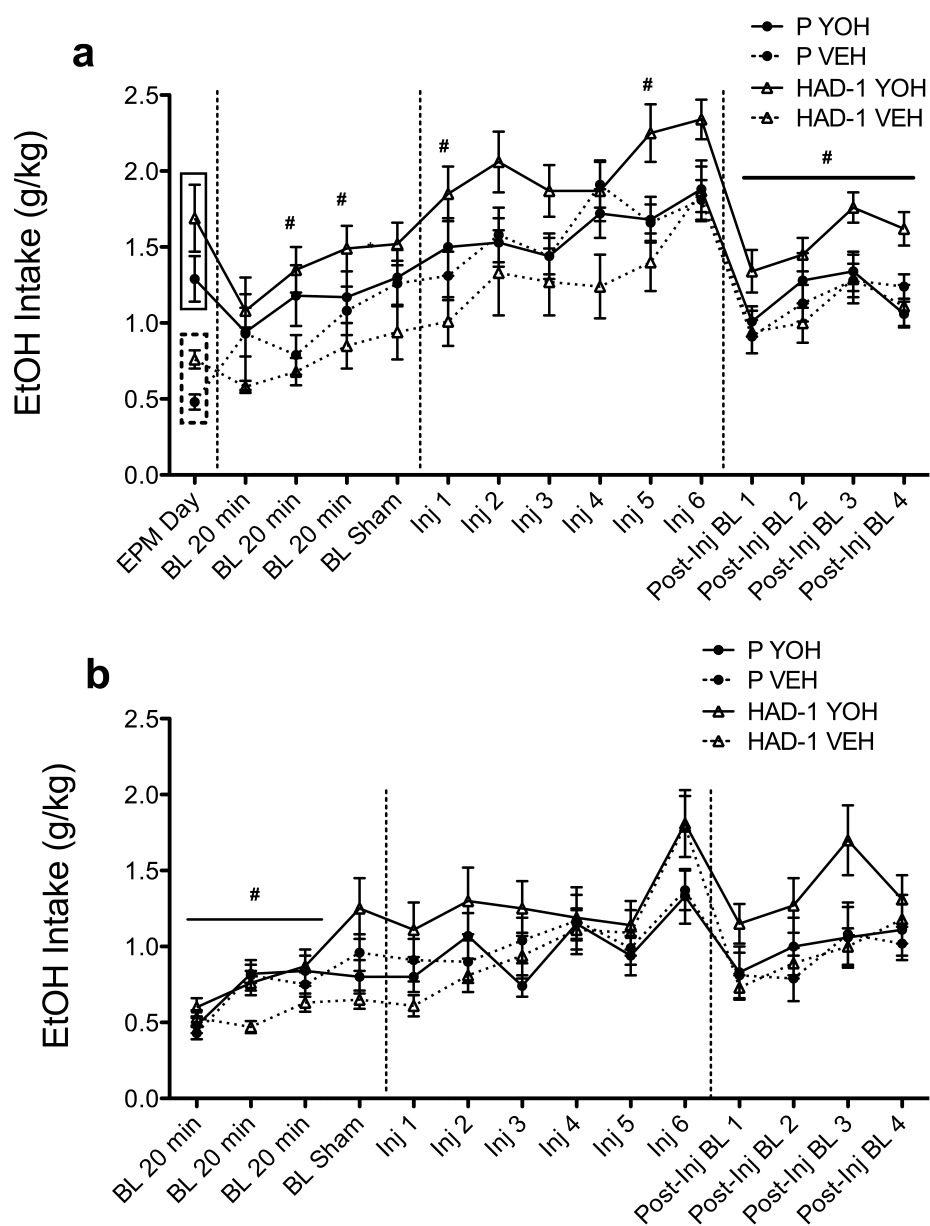 a
P YOH
P VEH
HAD-1 YOH
HAD-1 VEH
EtOH Intake (g/kg)
2.5
2.0
1.5
1.0
0.5
0.0
#
#
#
#
#
*
EPM Day
BL 20 min
BL 20 min
BL 20 min
BL Sham
Inj 1
Inj 2
Inj 3
Inj 4
Inj 5
Inj 6
Post-Inj BL 1
Post-Inj BL 2
Post-Inj BL 3
Post-Inj BL 4
b
P YOH
P VEH
HAD-1 YOH
HAD-1 VEH
EtOH Intake (g/kg)
2.5
2.0
1.5
1.0
0.5
0.0
#
BL 20 min
BL 20 min
BL 20 min
BL Sham
Inj 1
Inj 2
Inj 3
Inj 4
Inj 5
Inj 6
Post-Inj BL 1
Post-Inj BL 2
Post-Inj BL 3
Post-Inj BL 4